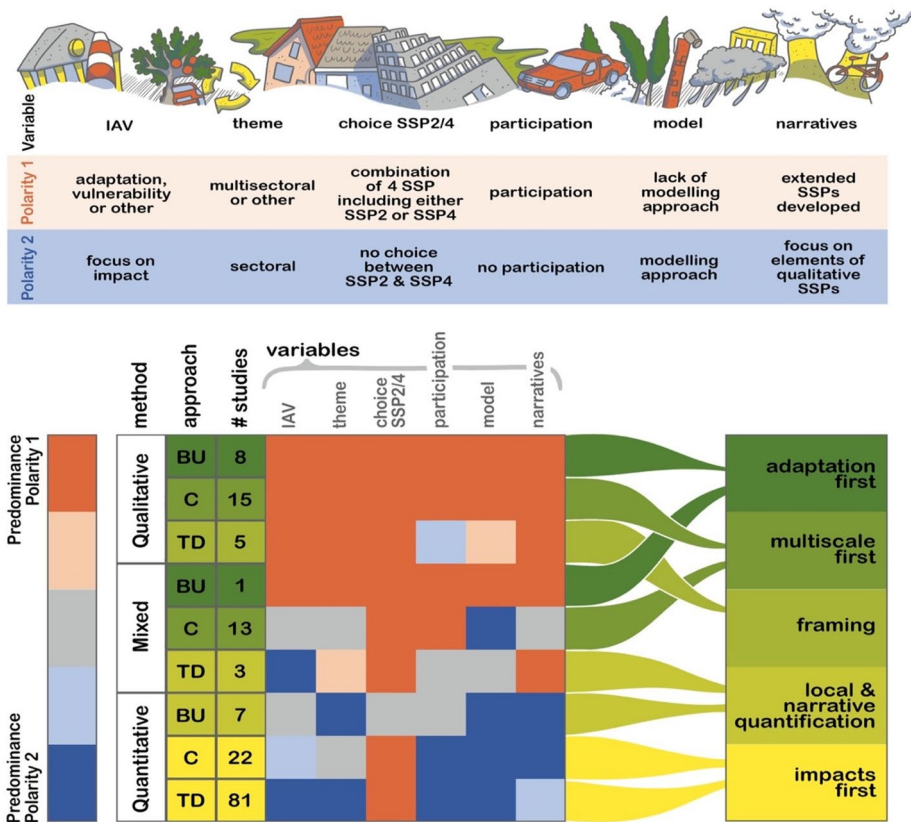 Variable
IAV
theme
choice SSP2/4
participation
model
narratives
Polarity 1
adaptation,
vulnerability
or other
multisectoral
or other
combination
of 4 SSP
including either
SSP2 or SSP4
participation
lack of
modelling
approach
extended
SSPs
developed
Polarity 2
focus on
impact
sectoral
no choice
between
SSP2 & SSP4
no participation
modelling
approach
focus on
elements of
qualitative
SSPs
variables
method
approach
# studies
IAV
theme
choice
SSP2/4
participation
model
narratives
Predominance
Polarity 1
Predominance
Polarity 2
Qualitative
BU 8
C 15
TD 5
Mixed
BU 1
C 13
TD 3
Quantitative
BU 7
C 22
TD 81
adaptation
first
multiscale
first
framing
local &
narrative
quantification
impacts
first